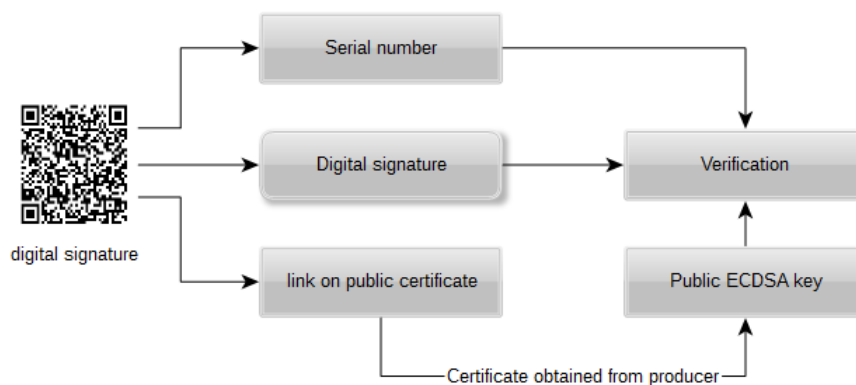 Serial number
Digital signature
Verification
digital signature
link on public certificate
Public ECDSA key
Certificate obtained from producer